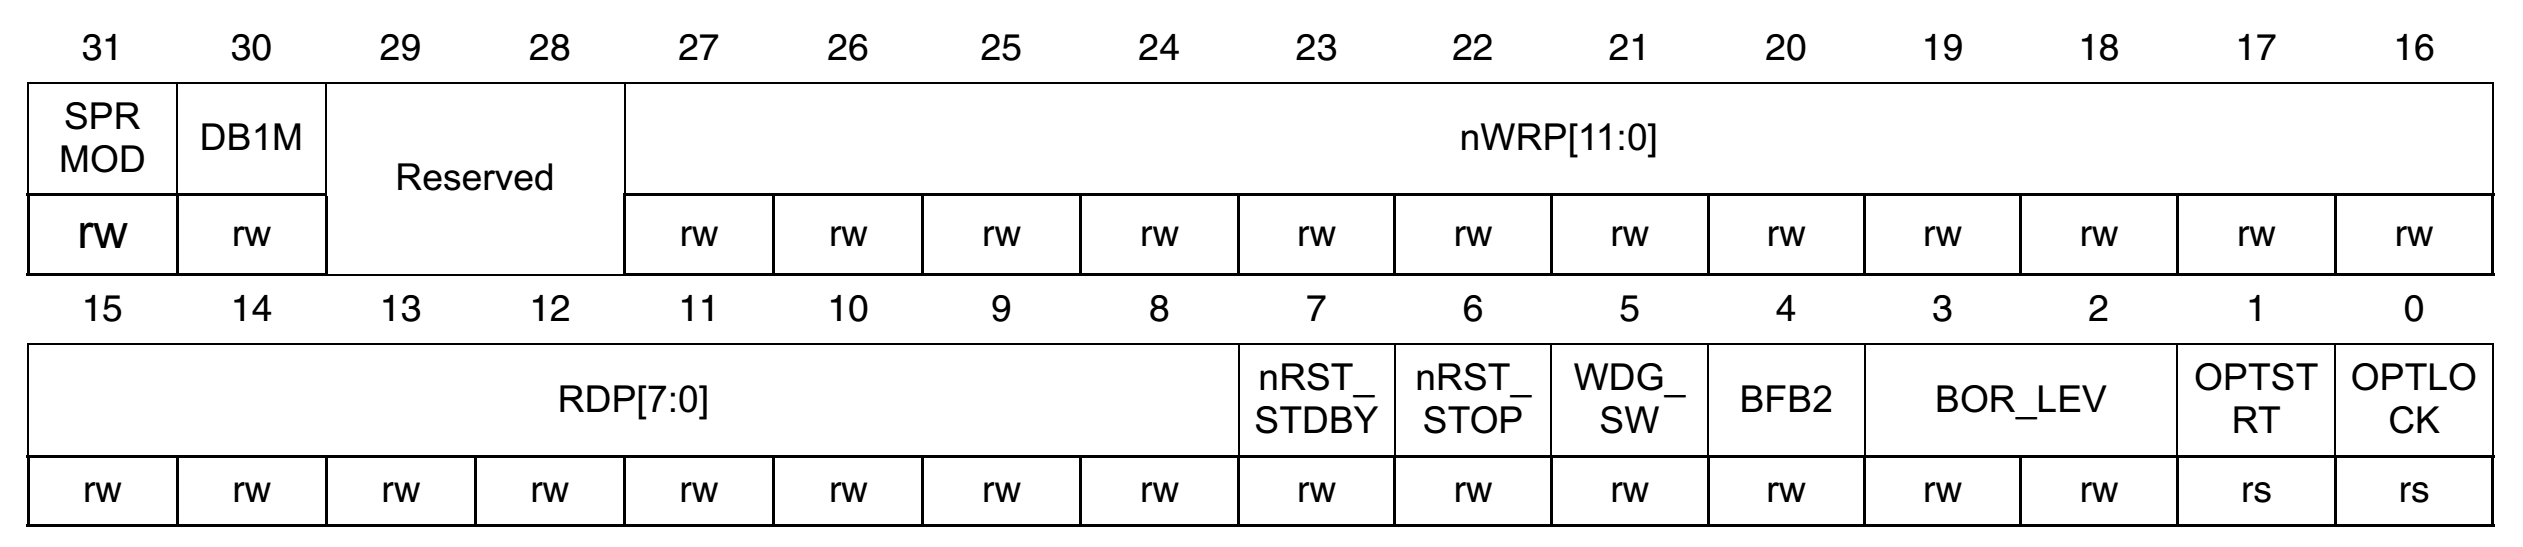 31 30 29 28 27 26 25 24 23 22 21 20 19 18 17 16
SPR
MOD DB1M Reserved nWRP[11:0]
rw rw rw rw rw rw rw rw rw rw rw rw rw rw
15 14 13 12 11 10 9 8 7 6 5 4 3 2 1 0
RDP[7:0] nRST_
STDBY nRST_
STOP WDG_
SW BFB2 BOR_LEV OPTST
RT OPTLO
CK
rw rw rw rw rw rw rw rw rw rw rw rw rw rw rs rs